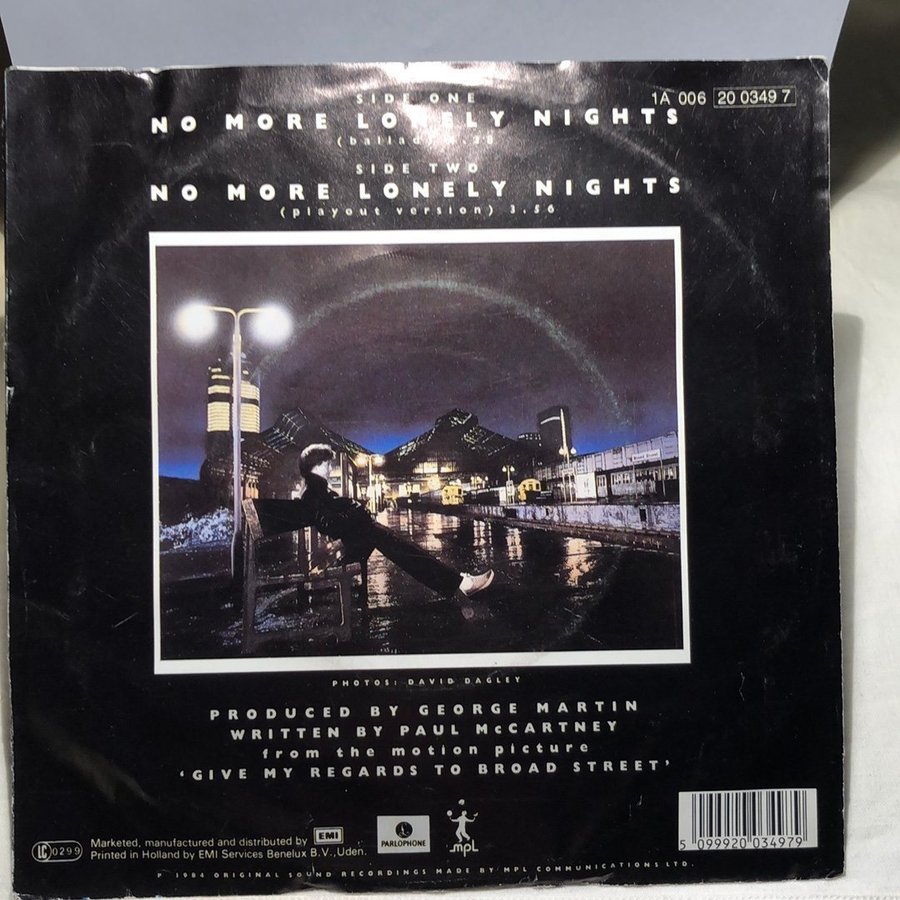 SIDE ONE
1A 006 20 0349 7
NO MORE LONELY NIGHTS
(ballad)
SIDE TWO
NO MORE LONELY NIGHTS
(playout version) 3.56
PHOTOS: DAVID DAGLEY
PRODUCED BY GEORGE MARTIN
WRITTEN BY PAUL McCARTNEY
from the motion picture
‘GIVE MY REGARDS TO BROAD STREET’
LC 0299
Marketed, manufactured and distributed by EMI
Printed in Holland by EMI Services Benelux B.V., Uden.
PARLOPHONE
MPL
5 099920 034979
P 1984 ORIGINAL SOUND RECORDINGS MADE BY MPL COMMUNICATIONS LTD.